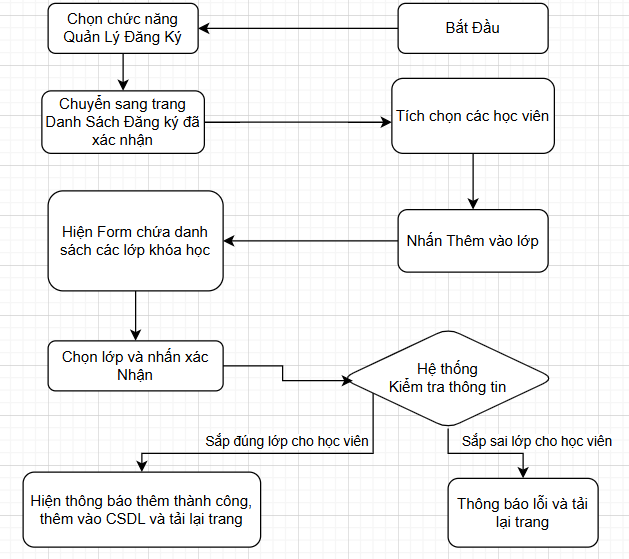 Bắt Đầu
Chọn chức năng
Quản Lý Đăng Ký
Chuyển sang trang
Danh Sách Đăng ký đã
xác nhận
Tích chọn các học viên
Nhấn Thêm vào lớp
Hiện Form chứa danh
sách các lớp khóa học
Chọn lớp và nhấn xác
Nhận
Hệ thống
Kiểm tra thông tin
Sắp đúng lớp cho học viên
Sắp sai lớp cho học viên
Hiện thông báo thêm thành công,
thêm vào CSDL và tải lại trang
Thông báo lỗi và tải
lại trang